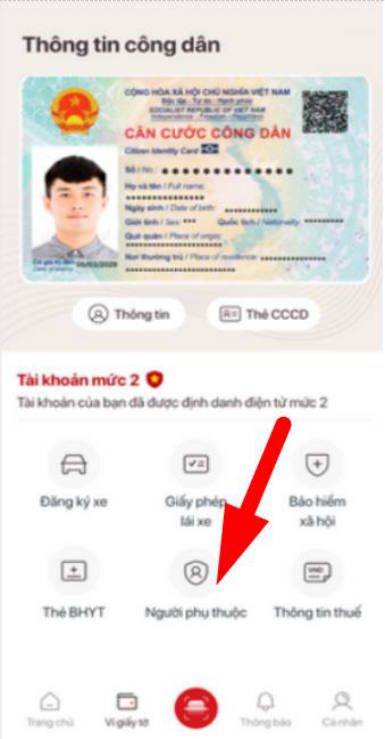 Thông tin công dân
CỘNG HÒA XÃ HỘI CHỦ NGHĨA VIỆT NAM
Độc lập - Tự do - Hạnh phúc
SOCIALIST REPUBLIC OF VIET NAM
Independence - Freedom - Happiness
CĂN CƯỚC CÔNG DÂN
Citizen Identity Card
Số / No.:
Họ và tên / Full name:
Ngày sinh / Date of birth:
Giới tính / Sex: *** Quốc tịch / Nationality: *********
Quê quán / Place of origin:
Nơi thường trú / Place of residence:
Thông tin
Thẻ CCCD
Tài khoản mức 2
Tài khoản của bạn đã được định danh điện tử mức 2
Đăng ký xe
Giấy phép
lái xe
Bảo hiểm
xã hội
Thẻ BHYT
Người phụ thuộc
Thông tin thuế
Trang chủ
Ví giấy tờ
Thông báo
Cá nhân